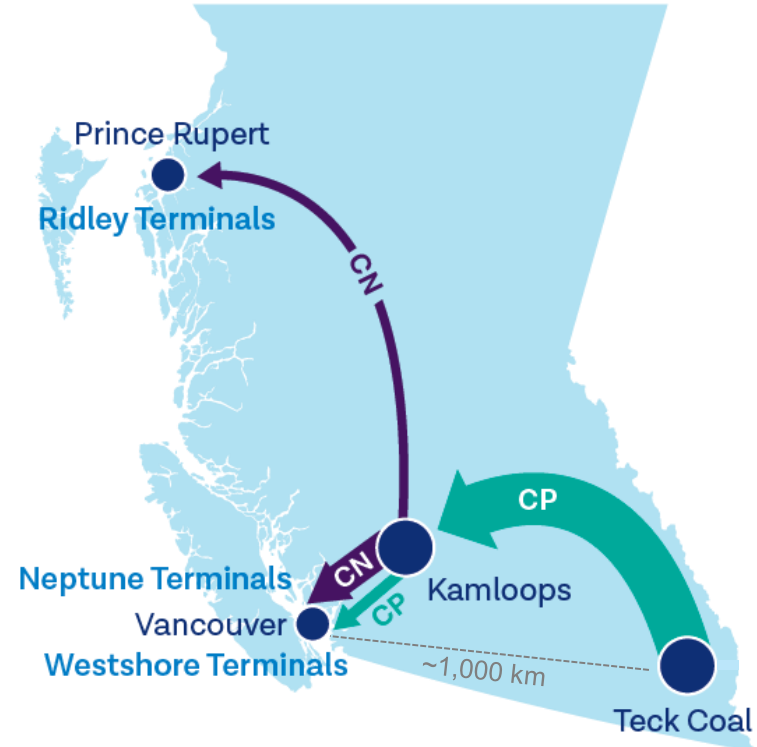 Prince Rupert
Ridley Terminals
CN
CP
Neptune Terminals
CN
Kamloops
CP
Vancouver
Westshore Terminals
~1,000 km
Teck Coal